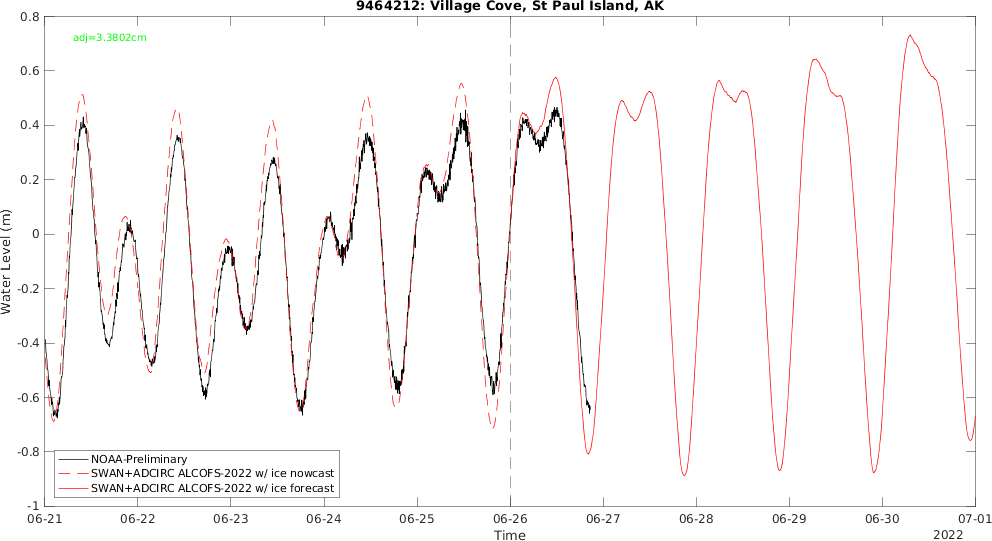 9464212: Village Cove, St Paul Island, AK
adj=3.3802cm
0.8
0.6
0.4
0.2
0
-0.2
-0.4
-0.6
-0.8
-1
Water Level (m)
NOAA-Preliminary
SWAN+ADCIRC ALCOFS-2022 w/ ice nowcast
SWAN+ADCIRC ALCOFS-2022 w/ ice forecast
06-21 06-22 06-23 06-24 06-25 06-26 06-27 06-28 06-29 06-30 07-01
Time
2022